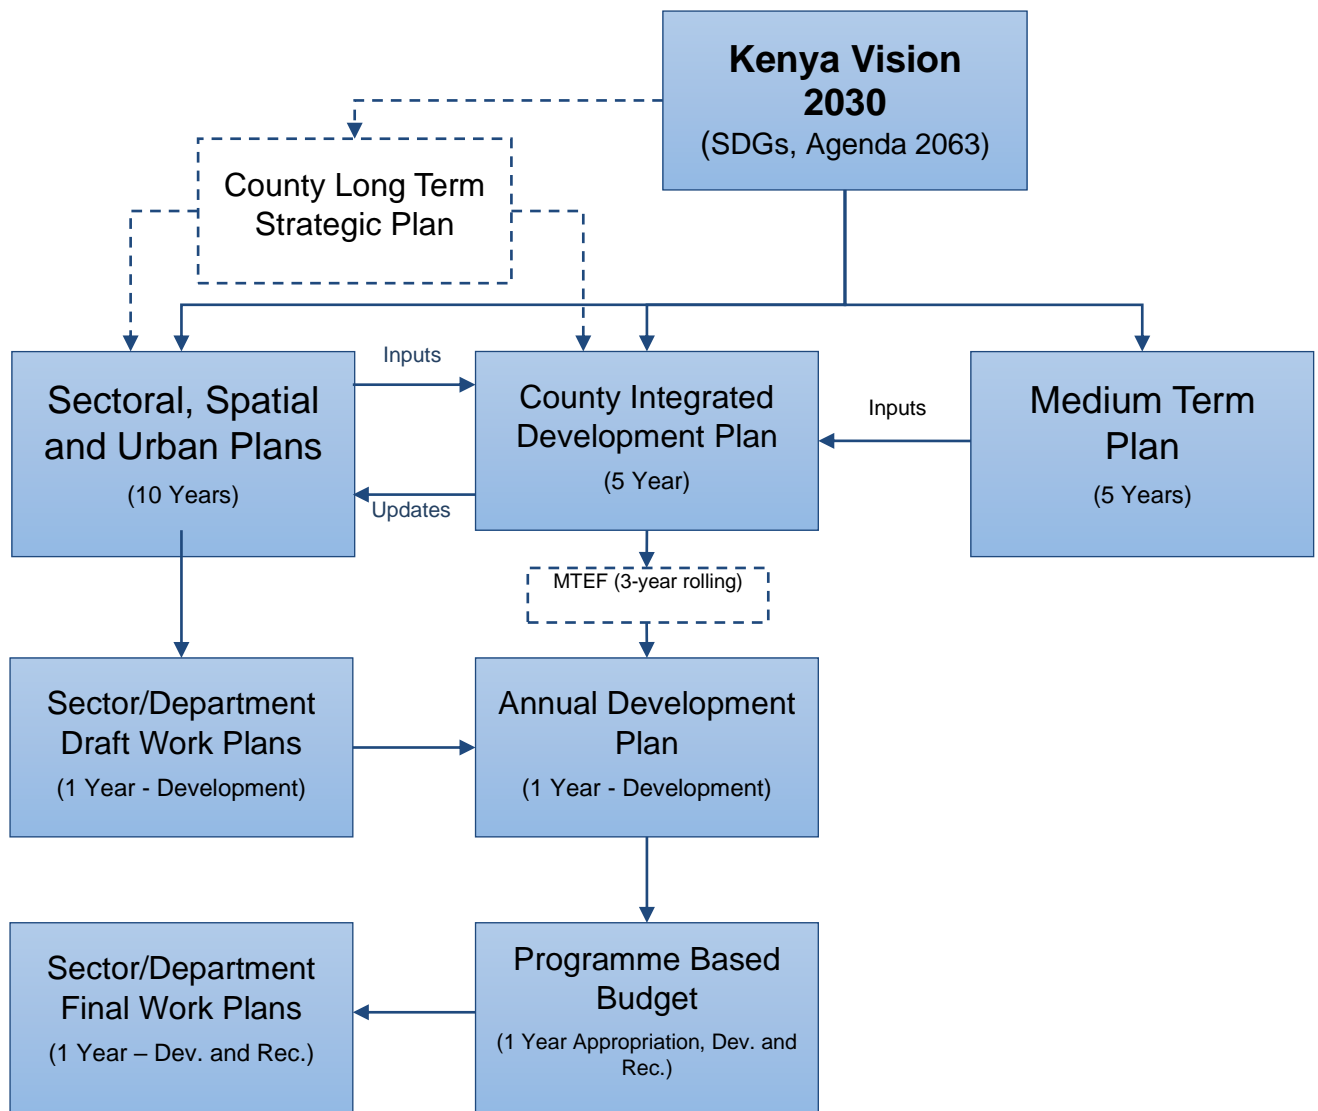 Kenya Vision
2030
(SDGs, Agenda 2063)
County Long Term
Strategic Plan
Sectoral, Spatial
and Urban Plans
(10 Years)
Inputs
Updates
County Integrated
Development Plan
(5 Year)
Inputs
Medium Term
Plan
(5 Years)
MTEF (3-year rolling)
Sector/Department
Draft Work Plans
(1 Year - Development)
Annual Development
Plan
(1 Year - Development)
Sector/Department
Final Work Plans
(1 Year – Dev. and Rec.)
Programme Based
Budget
(1 Year Appropriation, Dev. and
Rec.)